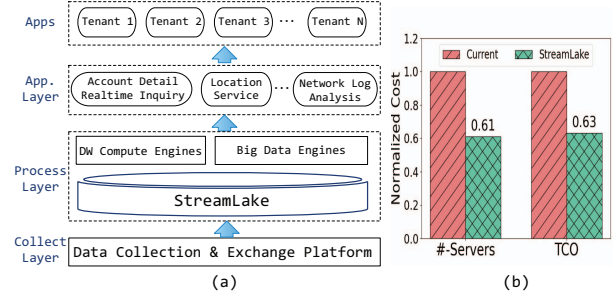 Apps
Tenant 1
Tenant 2
Tenant 3
...
Tenant N
App.
Layer
Account Detail
Realtime Inquiry
Location
Service
...
Network Log
Analysis
Process
Layer
DW Compute Engines
Big Data Engines
StreamLake
Collect
Layer
Data Collection & Exchange Platform
(a)
Normalized Cost
1.2
1.0
0.8
0.6
0.4
0.2
0.0
Current
StreamLake
0.61
0.63
#-Servers
TCO
(b)